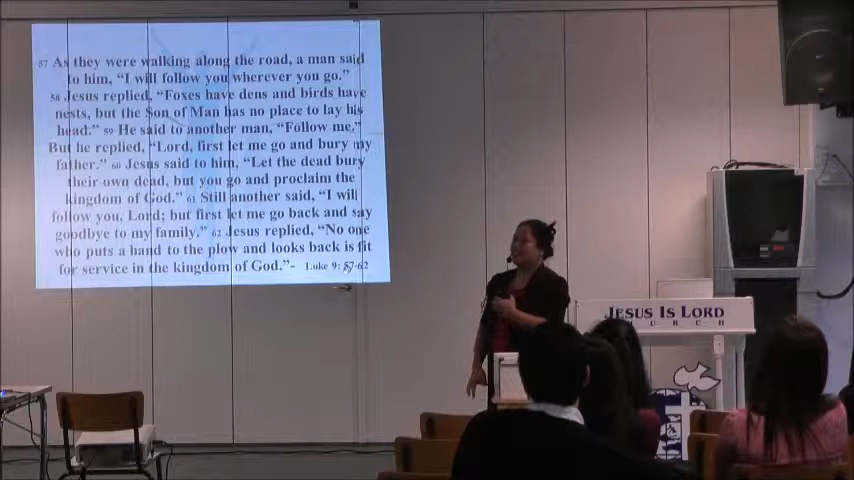 57 As they were walking along the road, a man said
to him, “I will follow you wherever you go.”
58 Jesus replied, “Foxes have dens and birds have
nests, but the Son of Man has no place to lay his
head.” 59 He said to another man, “Follow me.”
But he replied, “Lord, first let me go and bury my
father.” 60 Jesus said to him, “Let the dead bury
their own dead, but you go and proclaim the
kingdom of God.” 61 Still another said, “I will
follow you, Lord; but first let me go back and say
goodbye to my family.” 62 Jesus replied, “No one
who puts a hand to the plow and looks back is fit
for service in the kingdom of God.”- Luke 9: 57-62
JESUS IS LORD
CHURCH